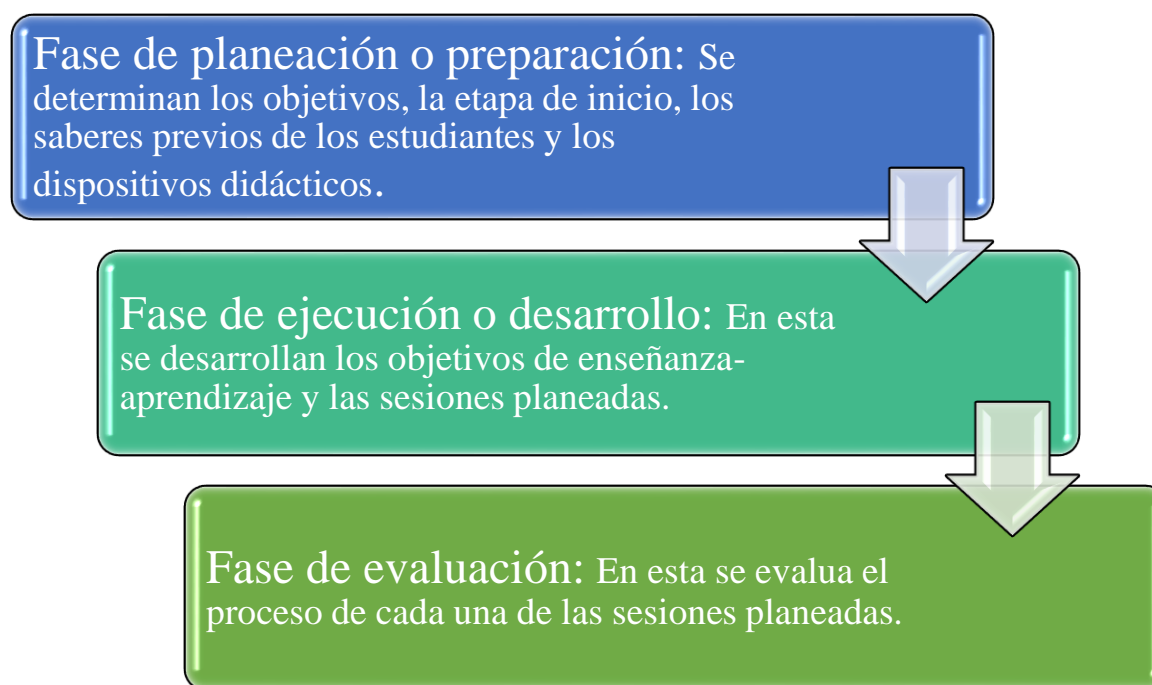 Fase de planeación o preparación: Se
determinan los objetivos, la etapa de inicio, los
saberes previos de los estudiantes y los
dispositivos didácticos.
Fase de ejecución o desarrollo: En esta
se desarrollan los objetivos de enseñanza-
aprendizaje y las sesiones planeadas.
Fase de evaluación: En esta se evalua el
proceso de cada una de las sesiones planeadas.